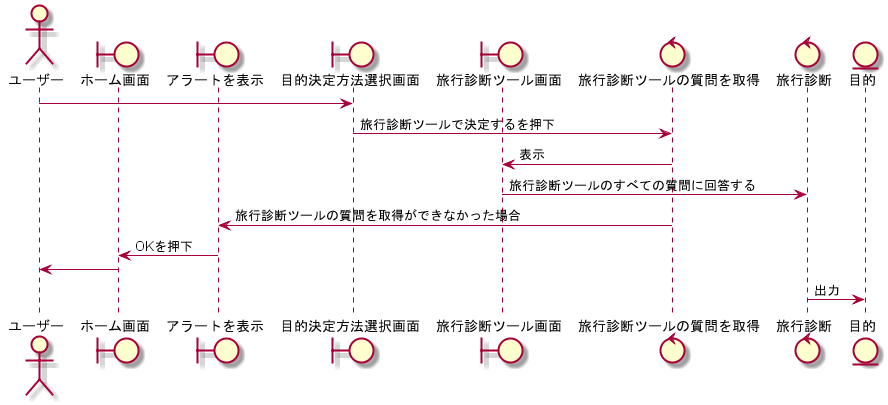 ユーザー ホーム画面 アラートを表示 目的決定方法選択画面 旅行診断ツール画面 旅行診断ツールの質問を取得 旅行診断 目的
旅行診断ツールで決定するを押下
表示
旅行診断ツールのすべての質問に回答する
旅行診断ツールの質問を取得ができなかった場合
OKを押下
出力
ユーザー ホーム画面 アラートを表示 目的決定方法選択画面 旅行診断ツール画面 旅行診断ツールの質問を取得 旅行診断 目的